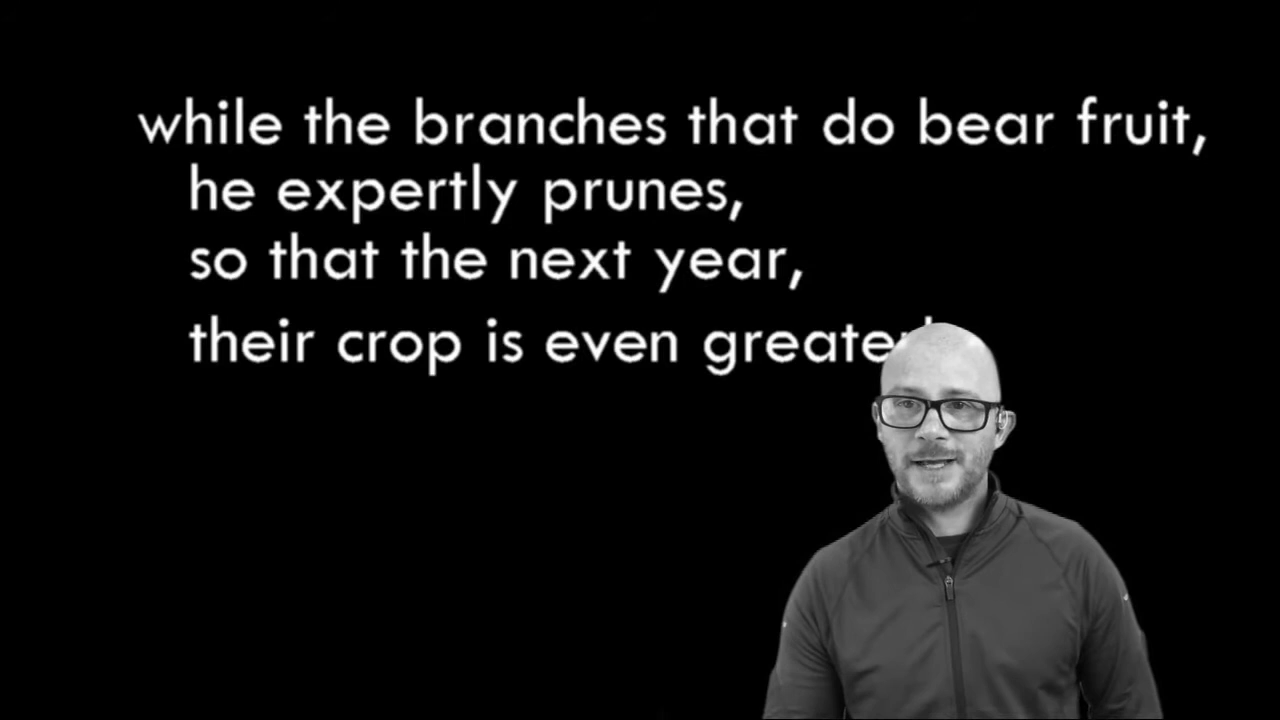 while the branches that do bear fruit,
he expertly prunes,
so that the next year,
their crop is even greater